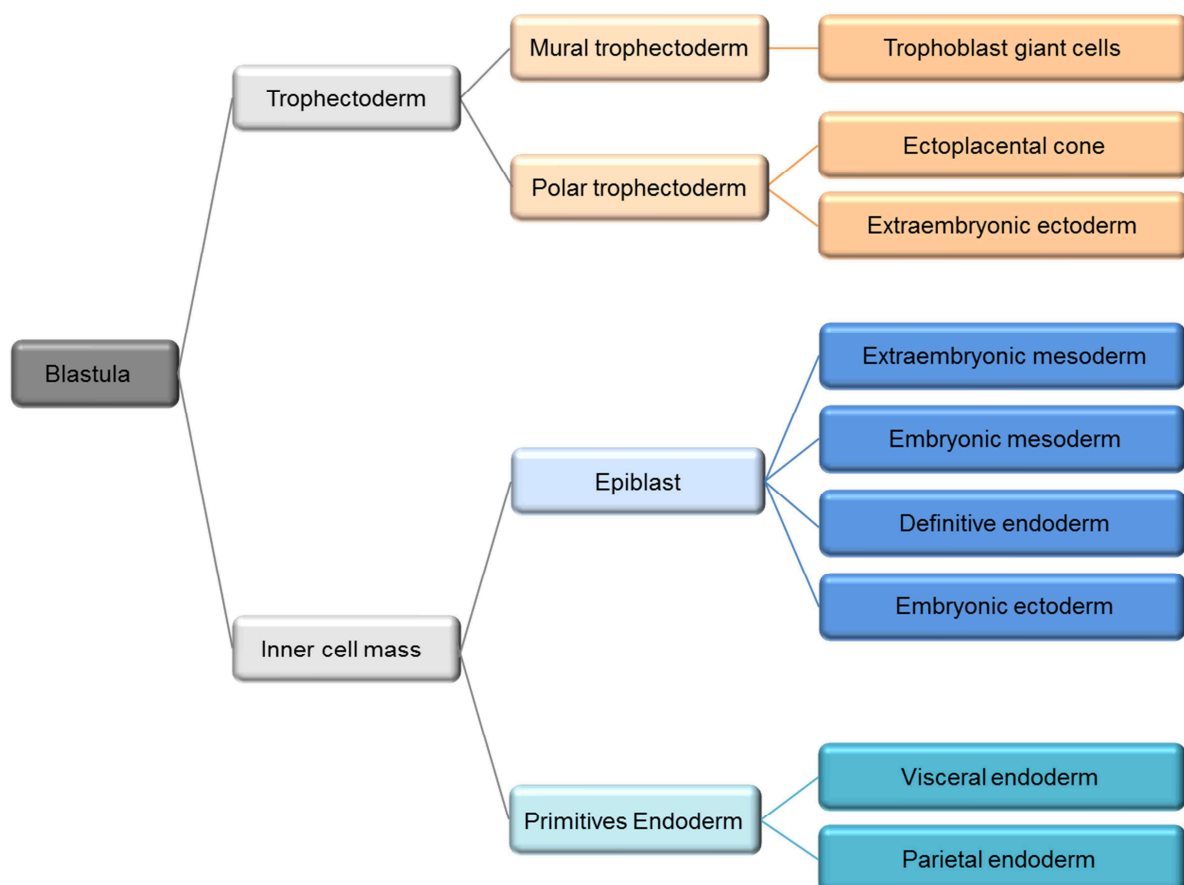 Mural trophectoderm
Trophoblast giant cells
Trophectoderm
Ectoplacental cone
Polar trophectoderm
Extraembryonic ectoderm
Blastula
Extraembryonic mesoderm
Embryonic mesoderm
Epiblast
Definitive endoderm
Embryonic ectoderm
Inner cell mass
Visceral endoderm
Primitives Endoderm
Parietal endoderm